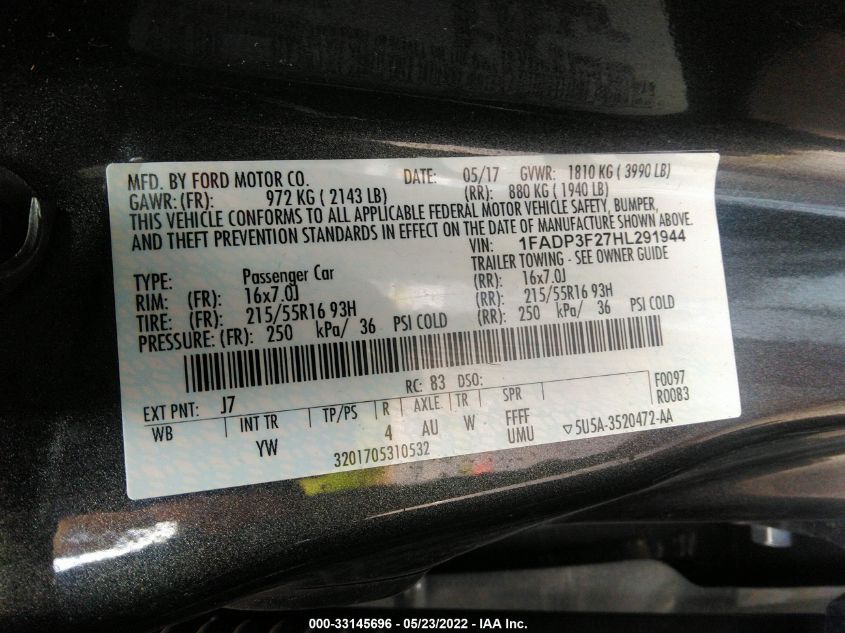 MFD. BY FORD MOTOR CO. DATE: 05/17 GVWR: 1810 KG ( 3990 LB)
GAWR: (FR): 972 KG ( 2143 LB) (RR): 880 KG ( 1940 LB)
THIS VEHICLE CONFORMS TO ALL APPLICABLE FEDERAL MOTOR VEHICLE SAFETY, BUMPER,
AND THEFT PREVENTION STANDARDS IN EFFECT ON THE DATE OF MANUFACTURE SHOWN ABOVE.
VIN: 1FADP3F27HL291944
TYPE: Passenger Car TRAILER TOWING - SEE OWNER GUIDE
RIM: (FR): 16x7.0J (RR): 16x7.0J
TIRE: (FR): 215/55R16 93H (RR): 215/55R16 93H
PRESSURE: (FR): 250 kPa/ 36 PSI COLD (RR): 250 kPa/ 36 PSI COLD
RC: 83 DSO: F0097
EXT PNT: J7 R0083
WB INT TR TP/PS R AXLE TR SPR
YW 4 AU W FFFF
UMU ▽5U5A-3520472-AA
3201705310532
000-33145696 - 05/23/2022 - IAA Inc.